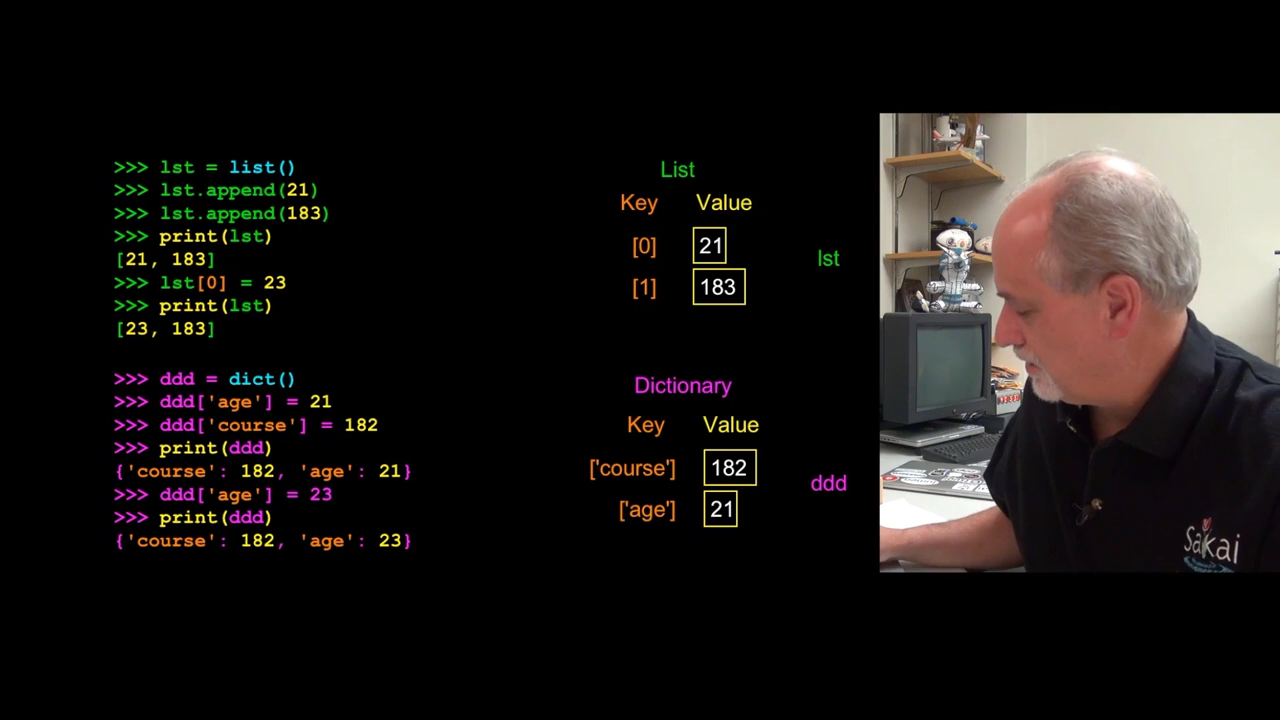 >>> lst = list()
>>> lst.append(21)
>>> lst.append(183)
>>> print(lst)
[21, 183]
>>> lst[0] = 23
>>> print(lst)
[23, 183]
>>> ddd = dict()
>>> ddd['age'] = 21
>>> ddd['course'] = 182
>>> print(ddd)
{'course': 182, 'age': 21}
>>> ddd['age'] = 23
>>> print(ddd)
{'course': 182, 'age': 23}
List
Key Value
[0] 21
[1] 183
lst
Dictionary
Key Value
['course'] 182
['age'] 21
ddd
Sakai